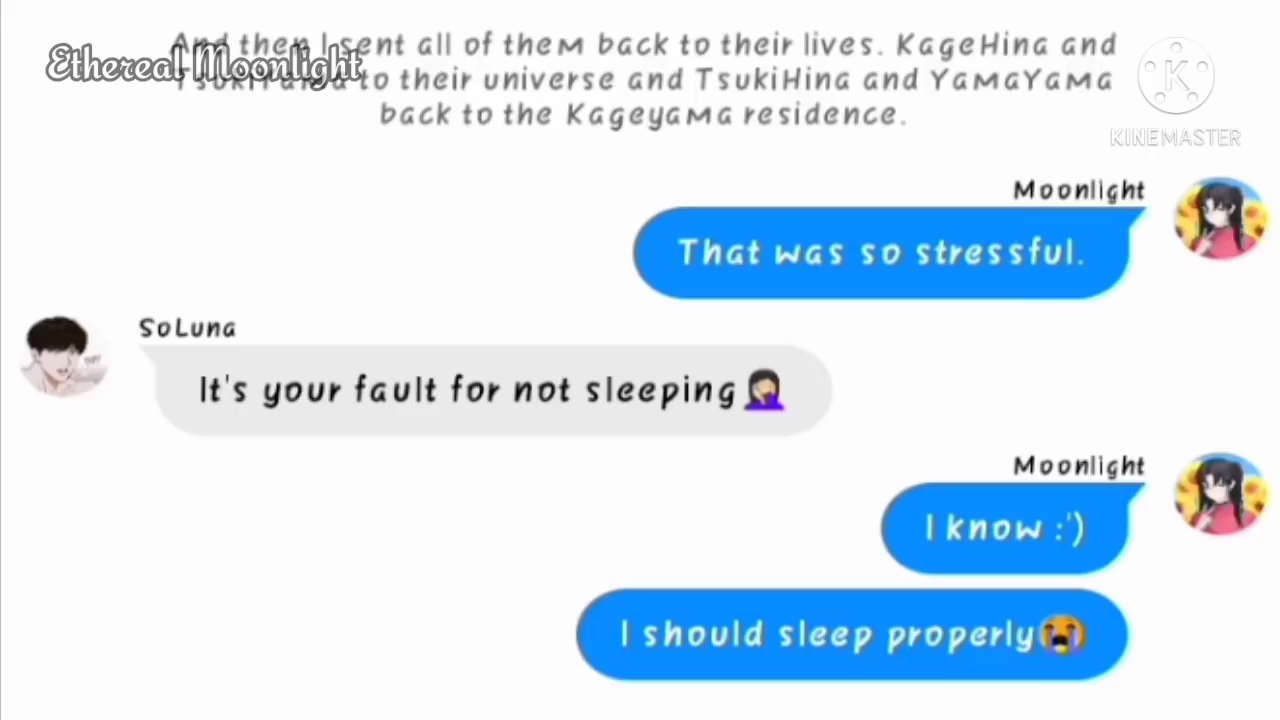 Ethereal Moonlight
And then I sent all of them back to their lives. KageHina and
TsukiYama to their universe and TsukiHina and YamaYama
back to the Kageyama residence.
K
KINEMASTER
Moonlight
That was so stressful.
SoLuna
It's your fault for not sleeping🤦🏻‍♀️
Moonlight
I know :')
I should sleep properly😭